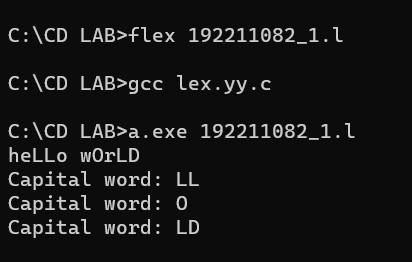 C:\CD LAB>flex 192211082_1.l
C:\CD LAB>gcc lex.yy.c
C:\CD LAB>a.exe 192211082_1.l
heLLo wOrLD
Capital word: LL
Capital word: O
Capital word: LD